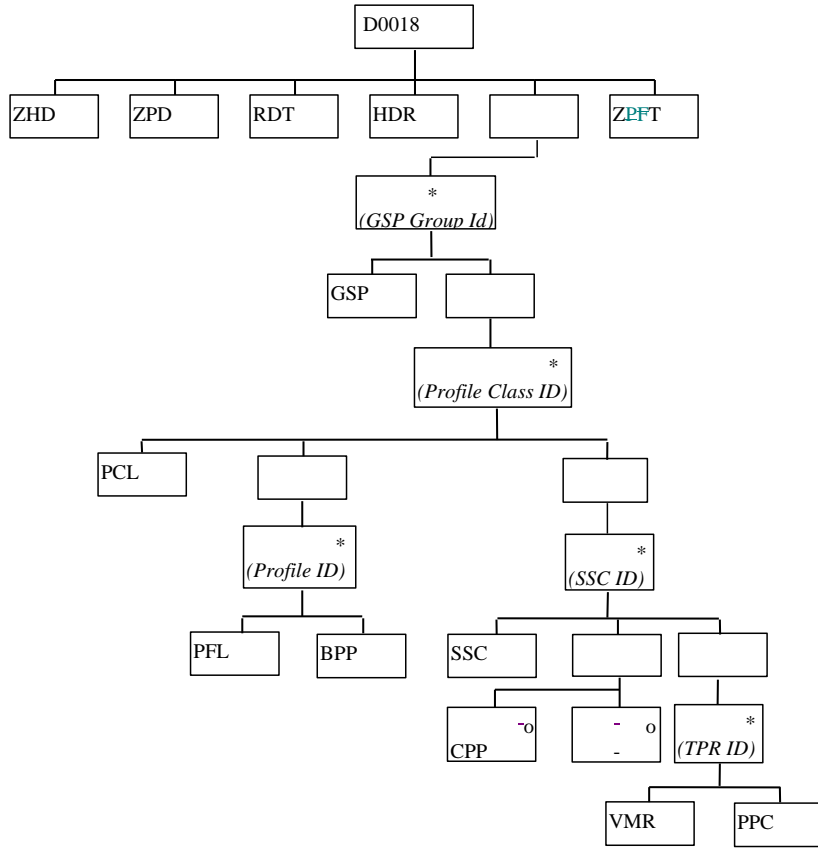 D0018
ZHD
ZPD
RDT
HDR
ZPFT
*
(GSP Group Id)
GSP
*
(Profile Class ID)
PCL
*
(Profile ID)
*
(SSC ID)
PFL
BPP
SSC
-o
CPP
- o
-
*
(TPR ID)
VMR
PPC